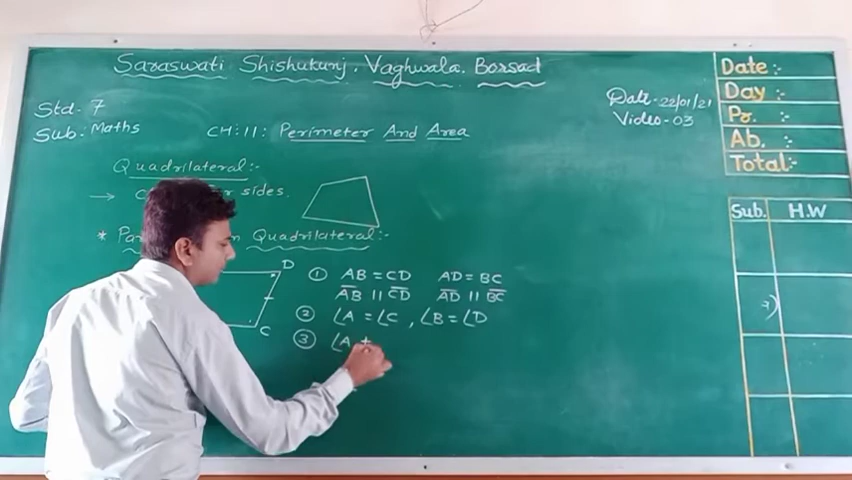 Saraswati Shishukunj, Vaghwala. Borsad
Std. 7
Sub: Maths
Date - 22/01/21
Video - 03
CH: 11: Perimeter And Area
Quadrilateral :-
→ sides.
* Quadrilateral :-
D
C
① AB = CD AD = BC
AB || CD AD || BC
② ∠A = ∠C , ∠B = ∠D
③ ∠A +
Date :-
Day :-
Pr. :-
Ab. :-
Total:-
Sub. H.W